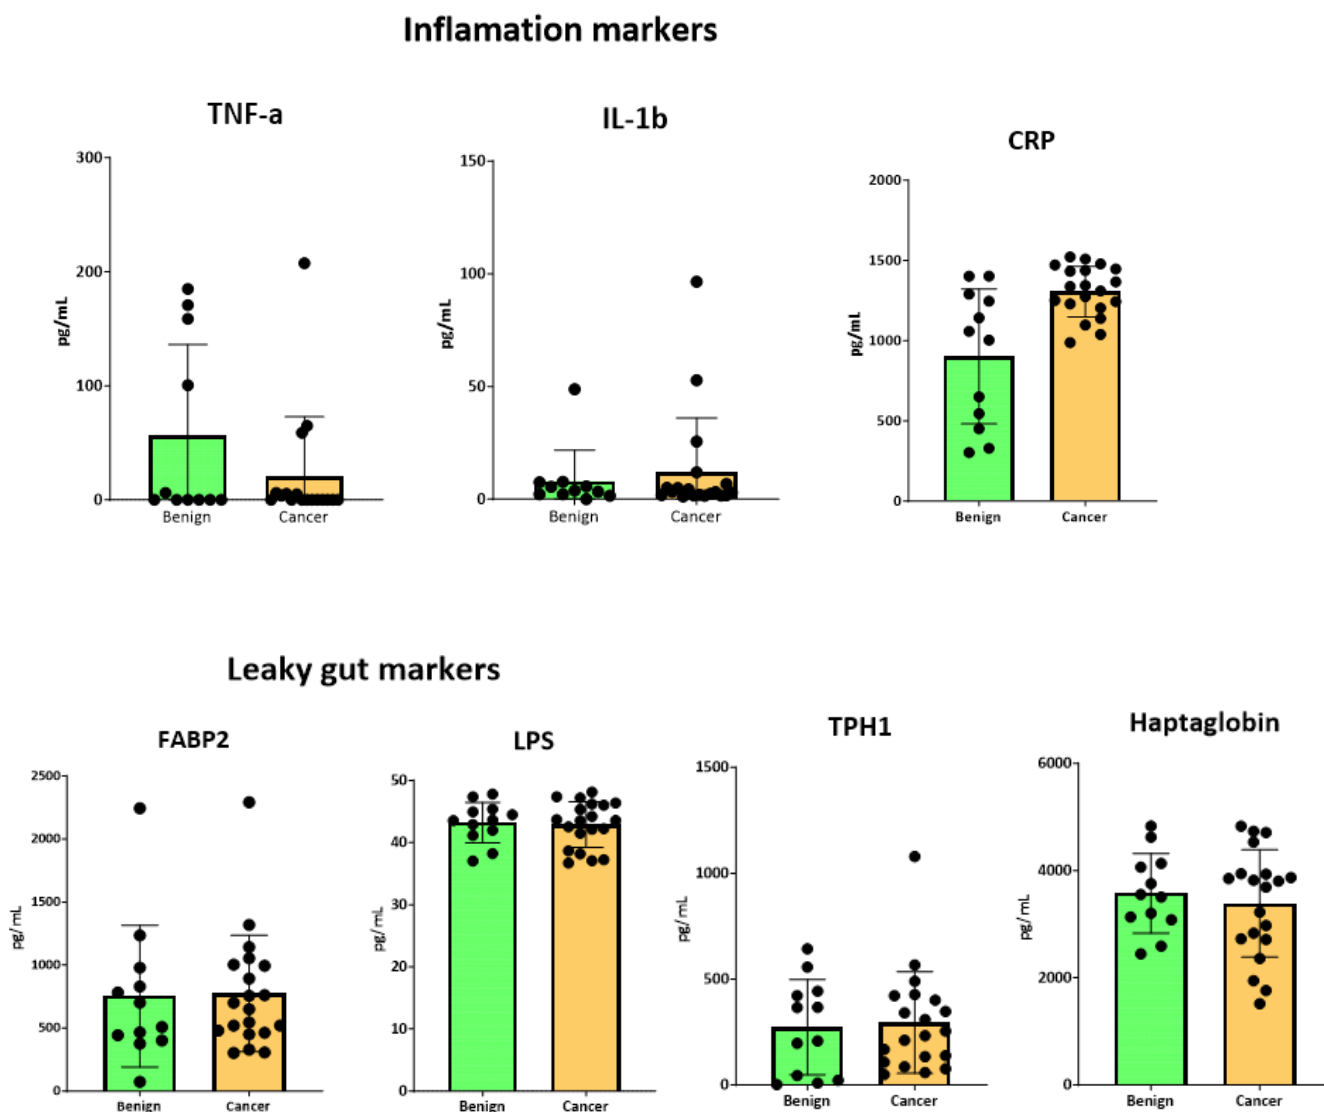 Inflamation markers
TNF-a
300
200
100
0
pg/mL
Benign
Cancer
IL-1b
150
100
50
0
pg/mL
Benign
Cancer
CRP
2000
1500
1000
500
0
pg/mL
Benign
Cancer
Leaky gut markers
FABP2
2500
2000
1500
1000
500
0
pg/mL
Benign
Cancer
LPS
50
40
30
20
10
0
pg/mL
Benign
Cancer
TPH1
1500
1000
500
0
pg/mL
Benign
Cancer
Haptaglobin
6000
4000
2000
0
pg/mL
Benign
Cancer